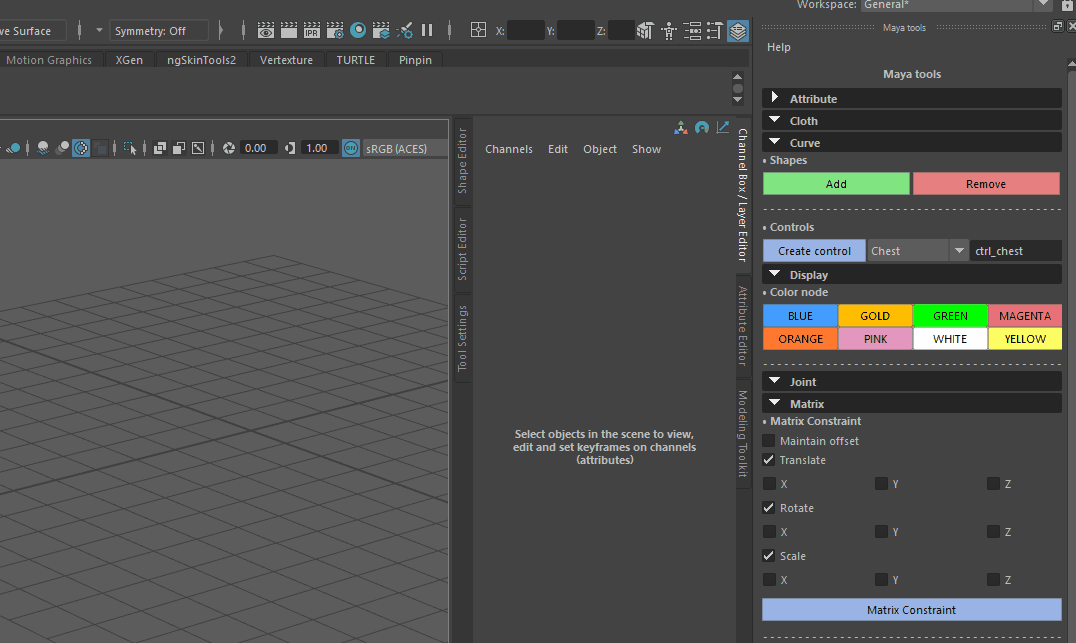 Workspace: General*
ve Surface Symmetry: Off IPR X: Y: Z:
Maya tools
Motion Graphics XGen ngSkinTools2 Vertexture TURTLE Pinpin
Help
Maya tools
Attribute
Cloth
Curve
Shapes
Add Remove
Controls
Create control Chest ctrl_chest
Display
Color node
BLUE GOLD GREEN MAGENTA
ORANGE PINK WHITE YELLOW
Joint
Matrix
Matrix Constraint
Maintain offset
Translate
X Y Z
Rotate
X Y Z
Scale
X Y Z
Matrix Constraint
0.00 1.00 ON sRGB (ACES)
Shape Editor
Script Editor
Tool Settings
Channels Edit Object Show
Select objects in the scene to view,
edit and set keyframes on channels
(attributes)
Channel Box / Layer Editor
Attribute Editor
Modeling Toolkit